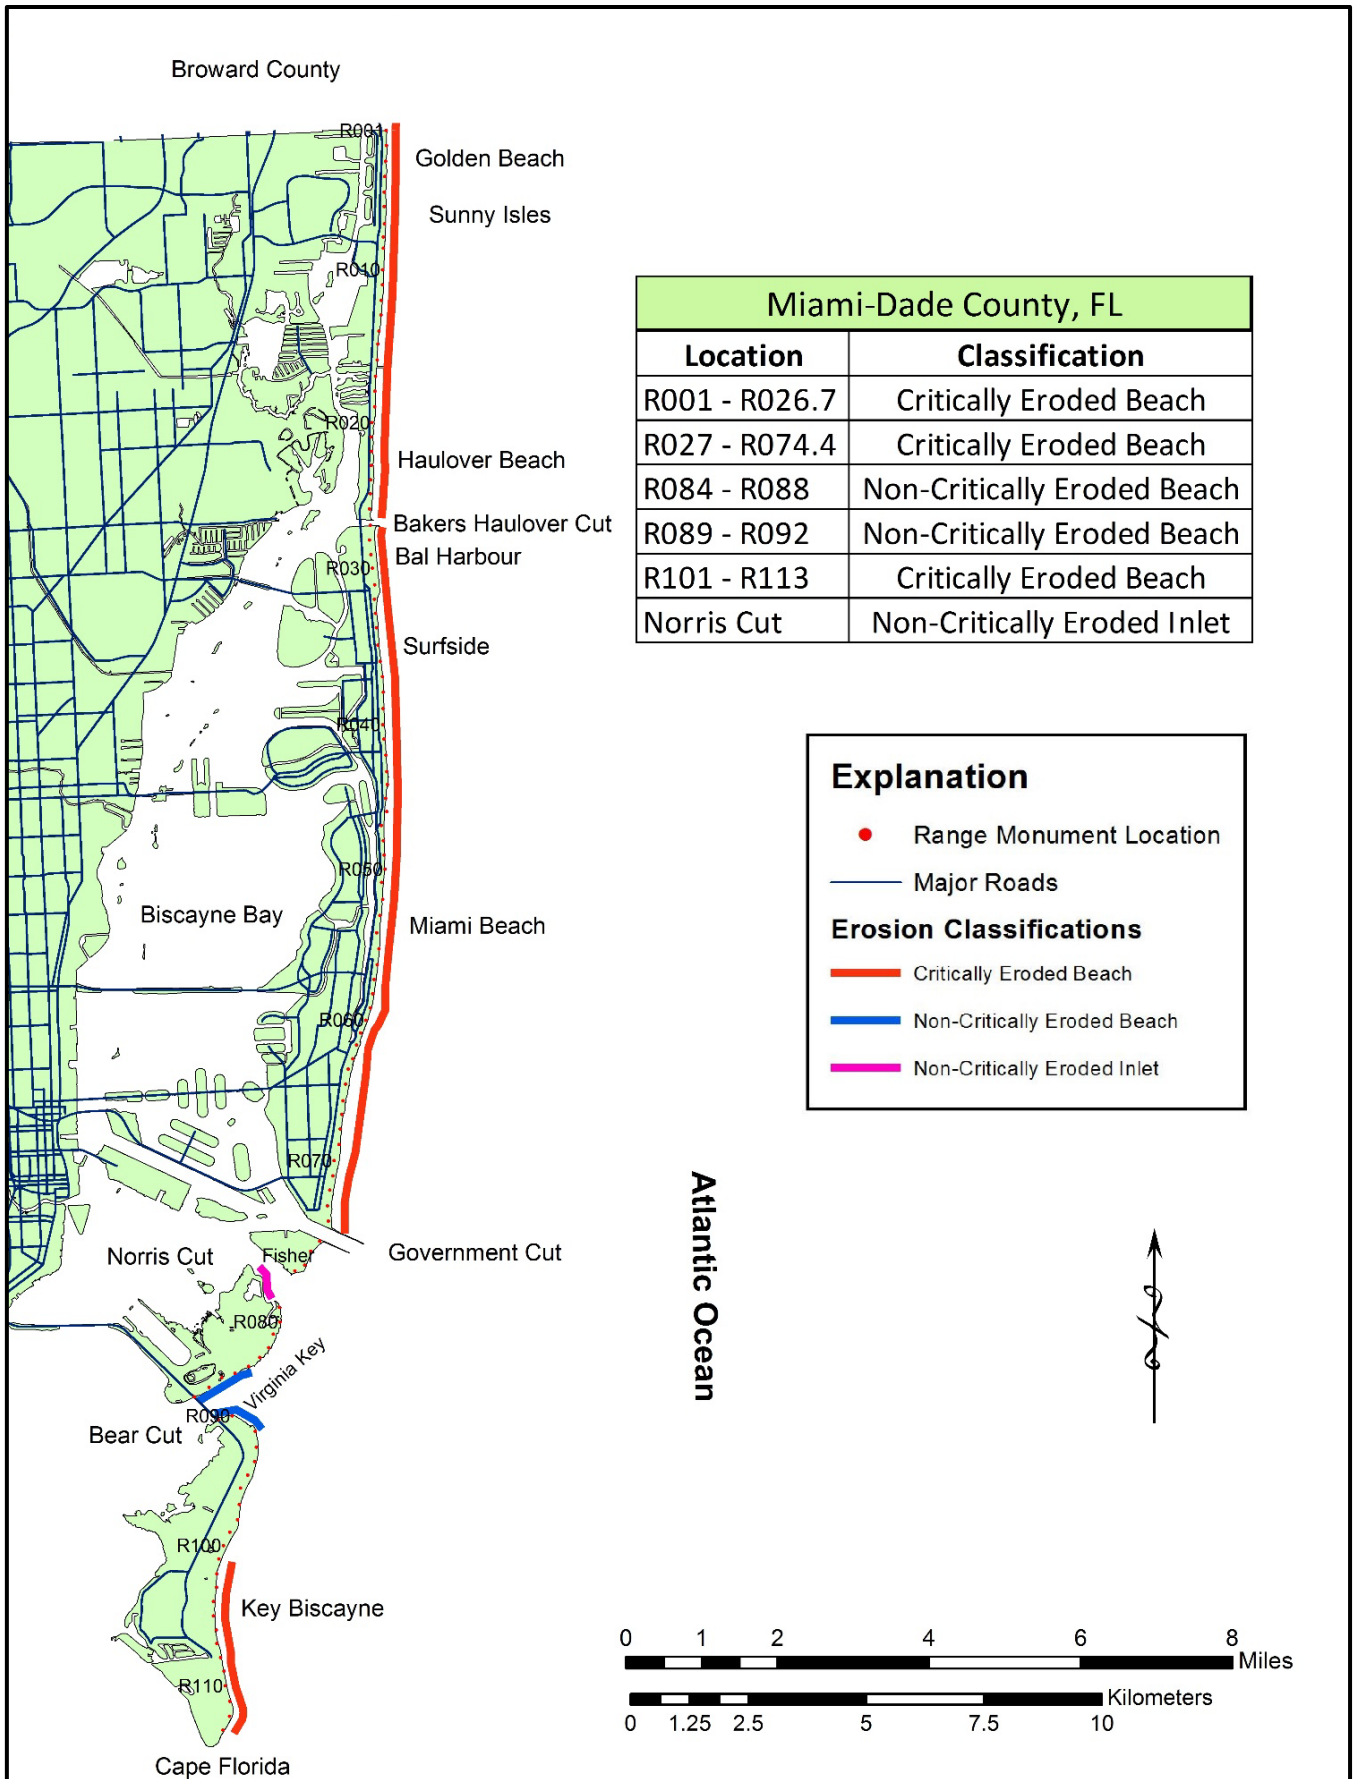 Broward County
R001
Golden Beach
Sunny Isles
R010
R020
Haulover Beach
Bakers Haulover Cut
Bal Harbour
R030
Surfside
R040
R050
Biscayne Bay
Miami Beach
R060
R070
Norris Cut
Fisher
Government Cut
R080
Virginia Key
R090
Bear Cut
R100
Key Biscayne
R110
Cape Florida
Miami-Dade County, FL
Location Classification
R001 - R026.7 Critically Eroded Beach
R027 - R074.4 Critically Eroded Beach
R084 - R088 Non-Critically Eroded Beach
R089 - R092 Non-Critically Eroded Beach
R101 - R113 Critically Eroded Beach
Norris Cut Non-Critically Eroded Inlet
Explanation
Range Monument Location
Major Roads
Erosion Classifications
Critically Eroded Beach
Non-Critically Eroded Beach
Non-Critically Eroded Inlet
Atlantic Ocean
0 1 2 4 6 8
Miles
Kilometers
0 1.25 2.5 5 7.5 10